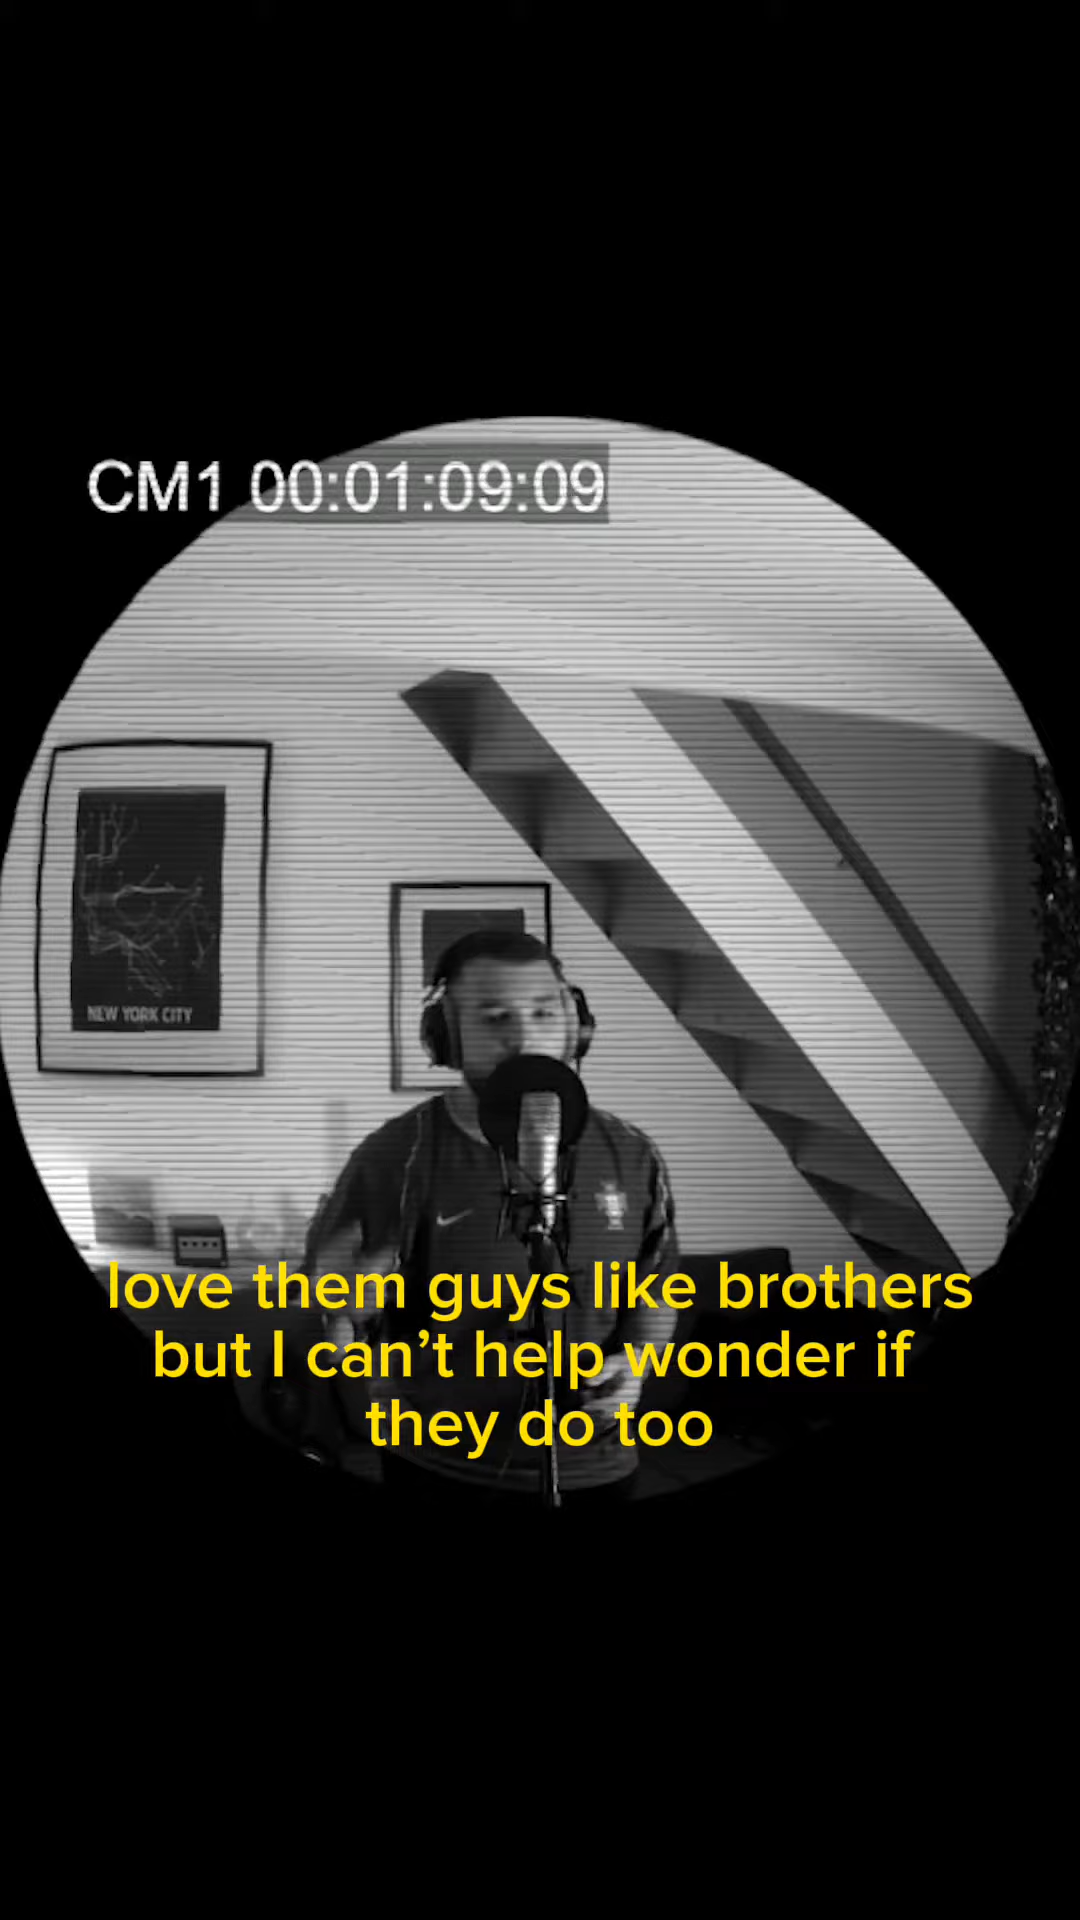 CM1 00:01:09:09
NEW YORK CITY
love them guys like brothers
but I can’t help wonder if
they do too